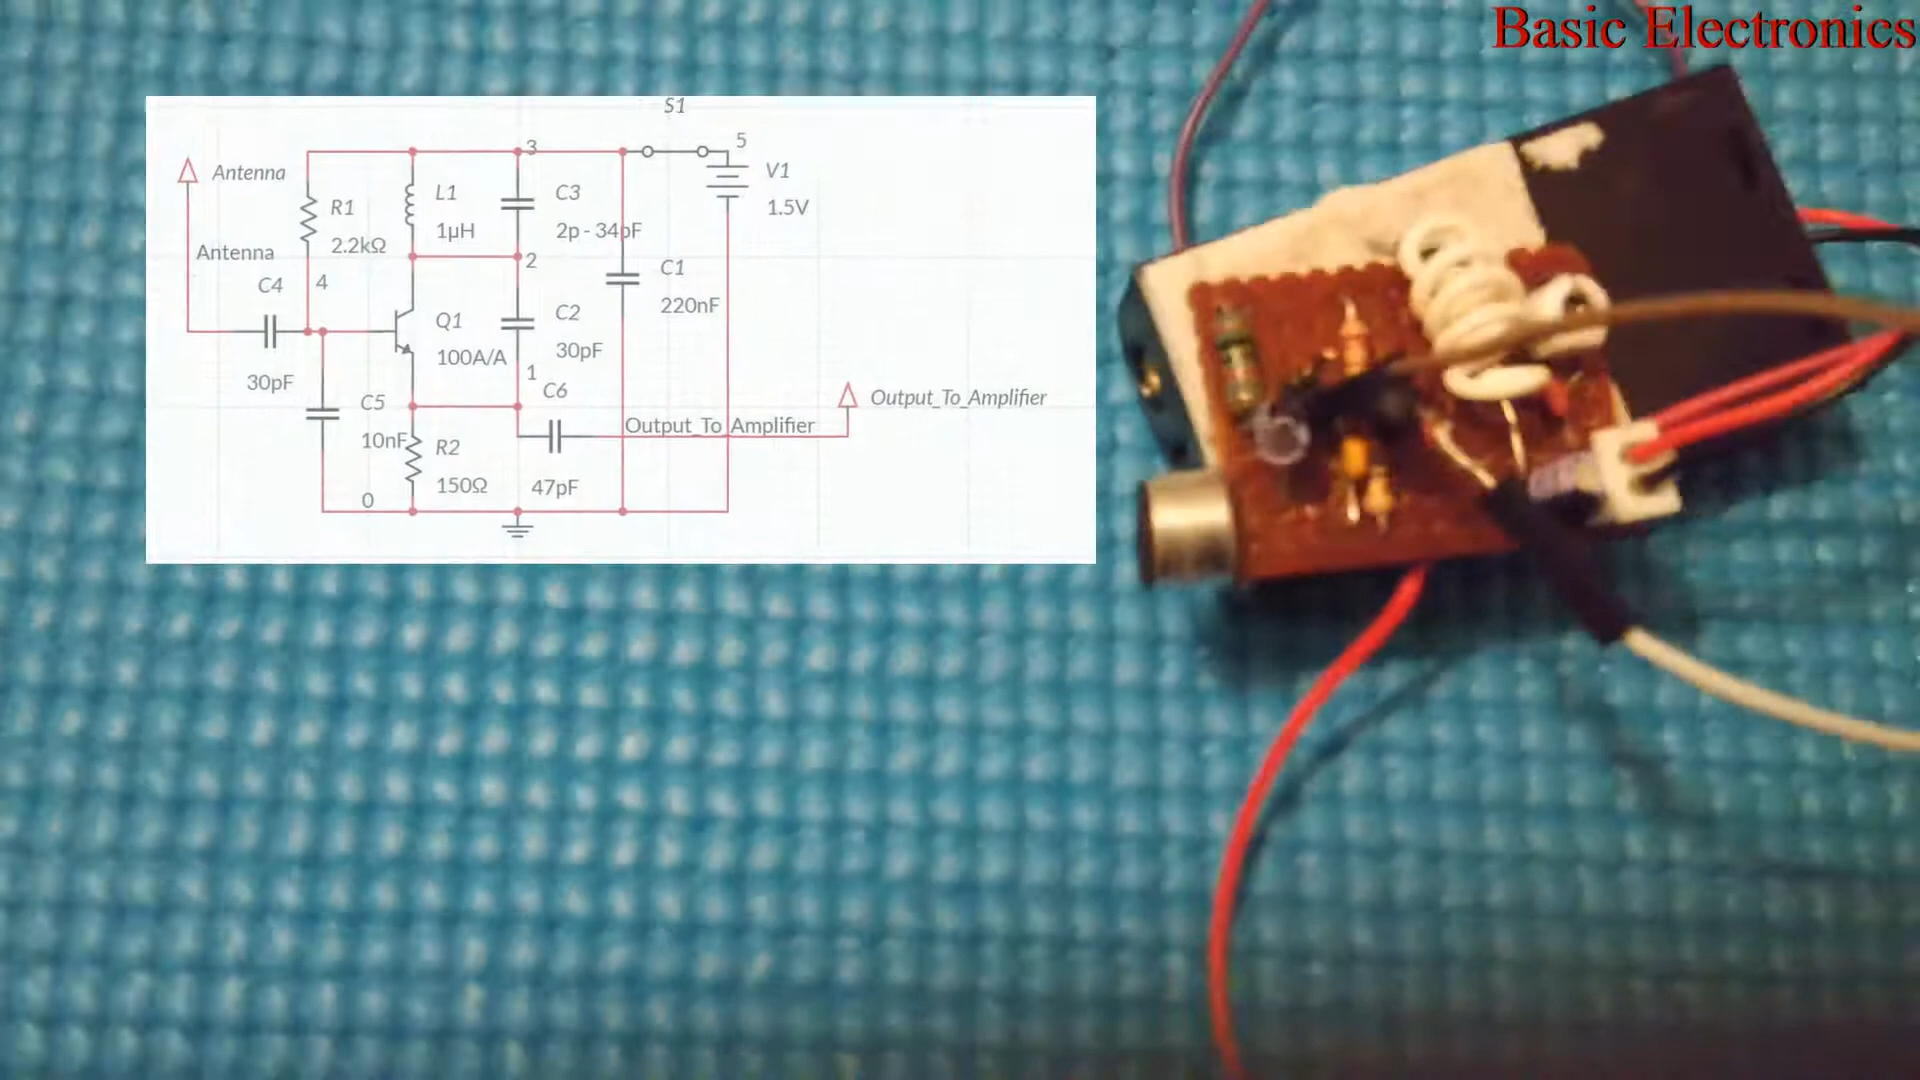 Basic Electronics
S1
3
5
Antenna
V1
L1
C3
R1
1.5V
1µH
2p - 34pF
2.2kΩ
Antenna
2
C1
C4
4
220nF
Q1
C2
30pF
100A/A
1
30pF
C6
C5
Output_To_Amplifier
Output_To_Amplifier
10nF
R2
150Ω
47pF
0